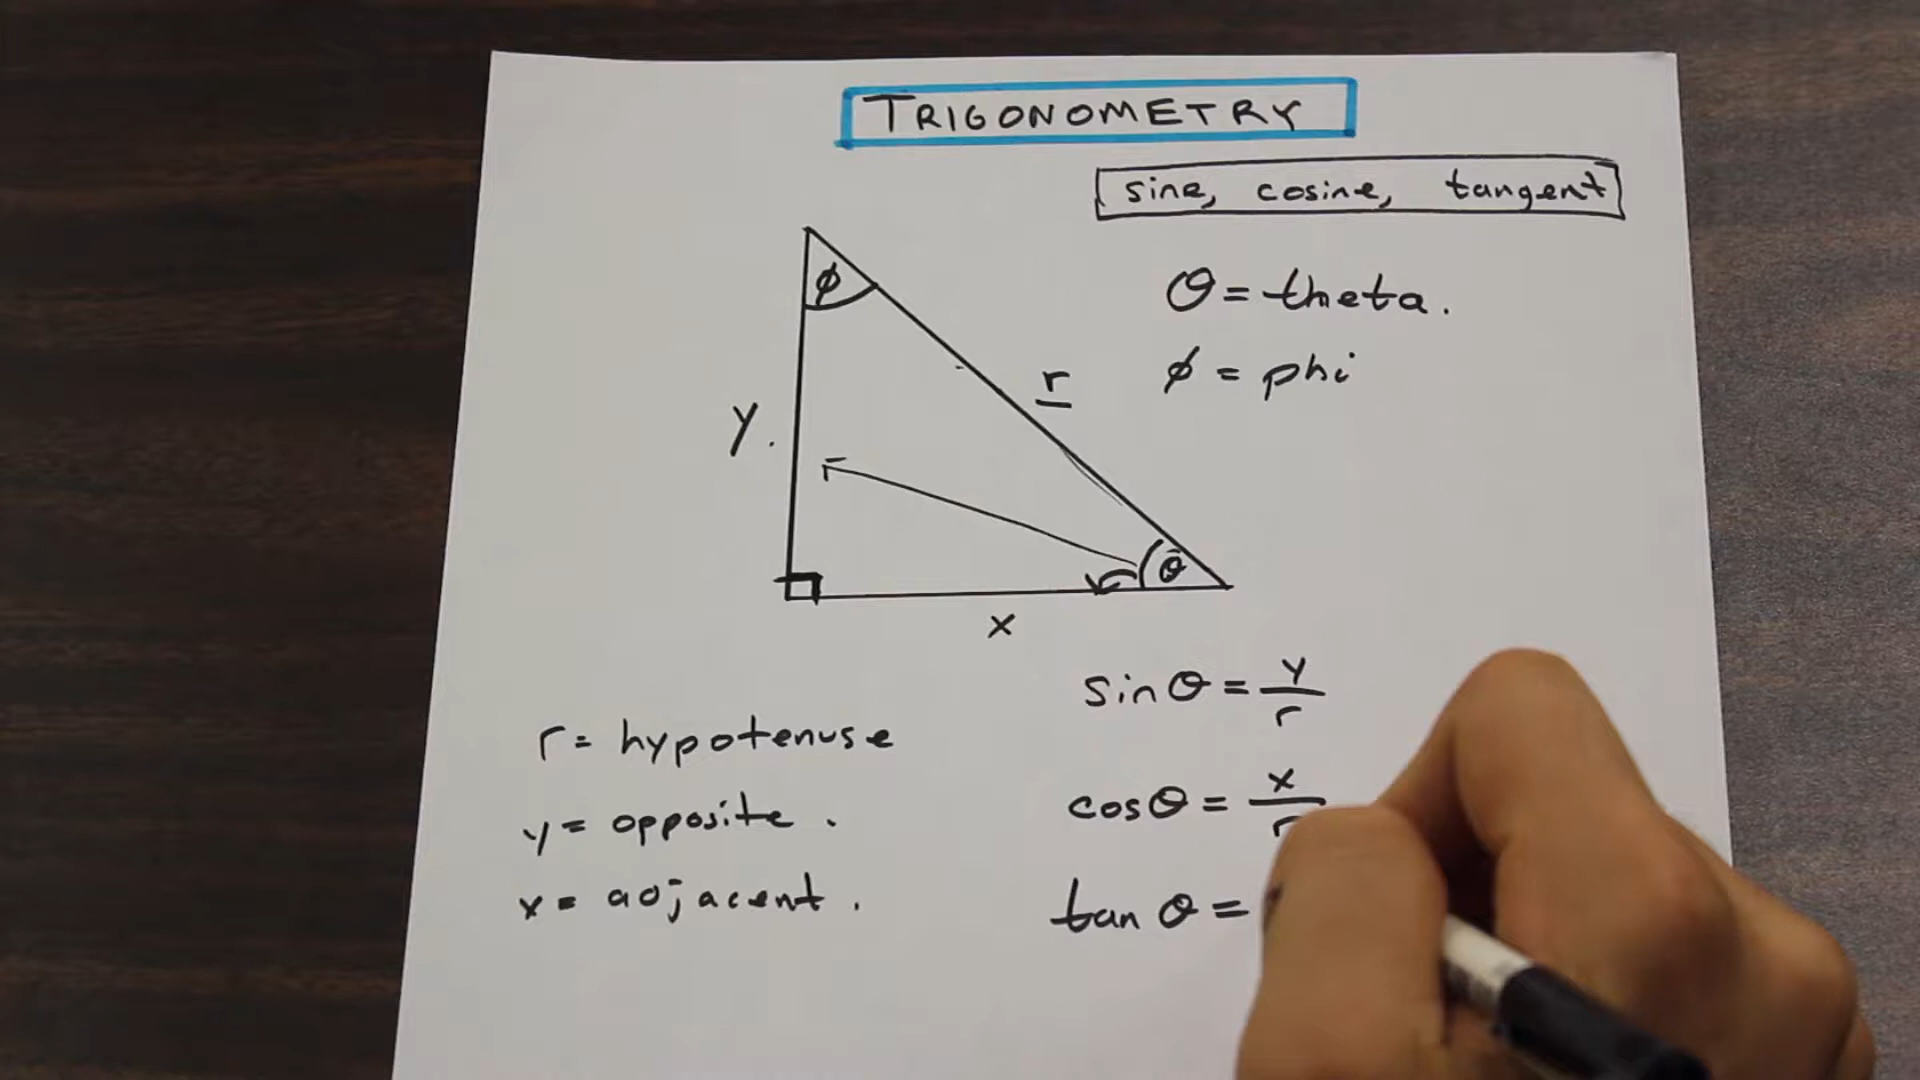 TRIGONOMETRY
sine, cosine, tangent
θ = theta.
ϕ = phi
ϕ
r
y.
θ
x
sin θ = y/r
r = hypotenuse
cos θ = x/r
y = opposite.
x = adjacent.
tan θ =